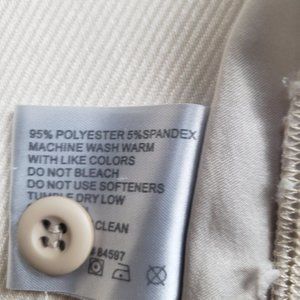 95% POLYESTER 5%SPANDEX
MACHINE WASH WARM
WITH LIKE COLORS
DO NOT BLEACH
DO NOT USE SOFTENERS
TUMBLE DRY LOW
CLEAN
84597